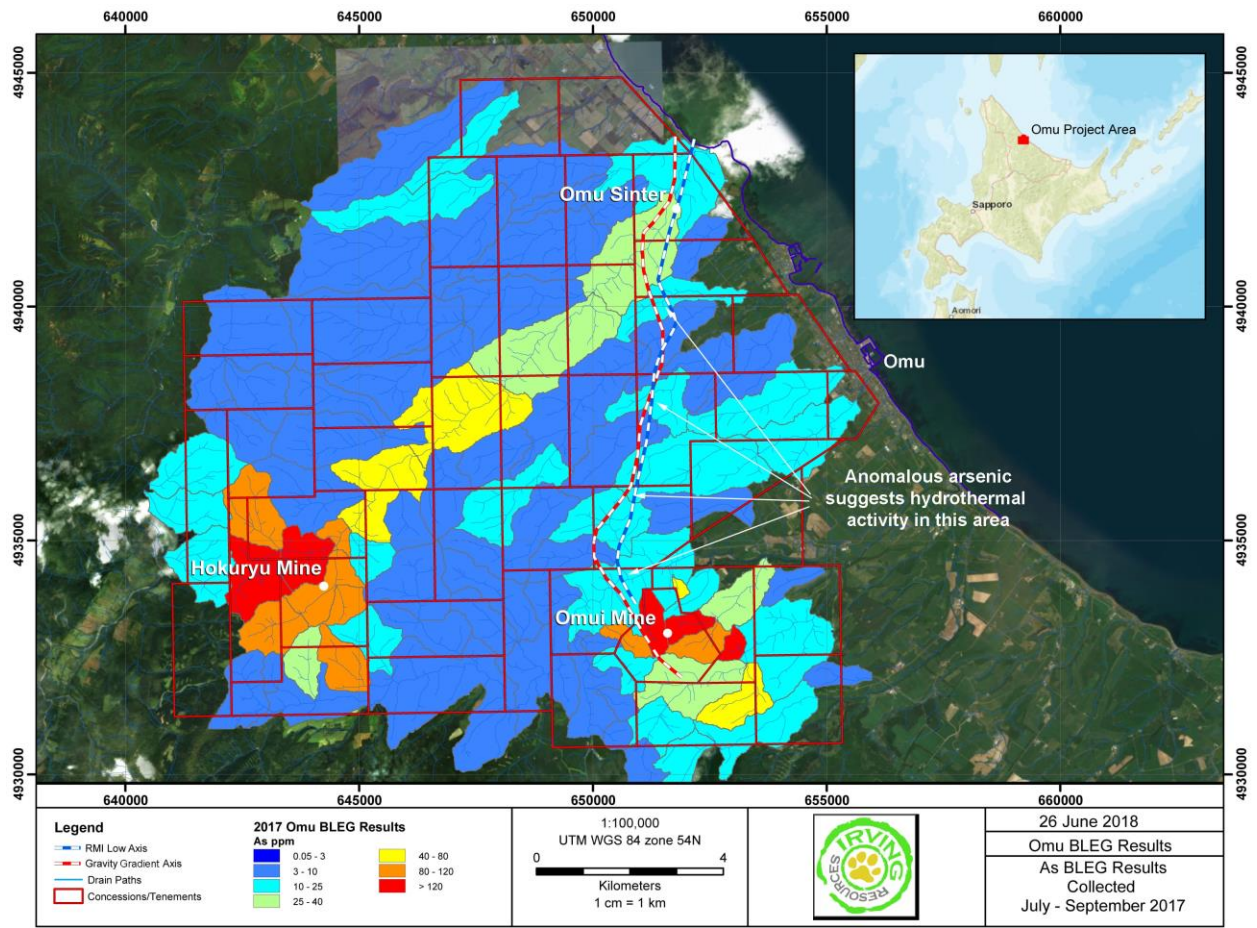 640000 645000 650000 655000 660000
4945000
4945000
Omu Project Area
Sapporo
Aomori
Omu Sinter
4940000
4940000
Omu
Anomalous arsenic
suggests hydrothermal
activity in this area
4935000
4935000
Hokuryu Mine
Omui Mine
4930000
4930000
640000 645000 650000 655000 660000
Legend
RMI Low Axis
Gravity Gradient Axis
Drain Paths
Concessions/Tenements
2017 Omu BLEG Results
As ppm
0.05 - 3
3 - 10
10 - 25
25 - 40
40 - 80
80 - 120
> 120
1:100,000
UTM WGS 84 zone 54N
0 4
Kilometers
1 cm = 1 km
IRVING
RESOURCES
26 June 2018
Omu BLEG Results
As BLEG Results
Collected
July - September 2017